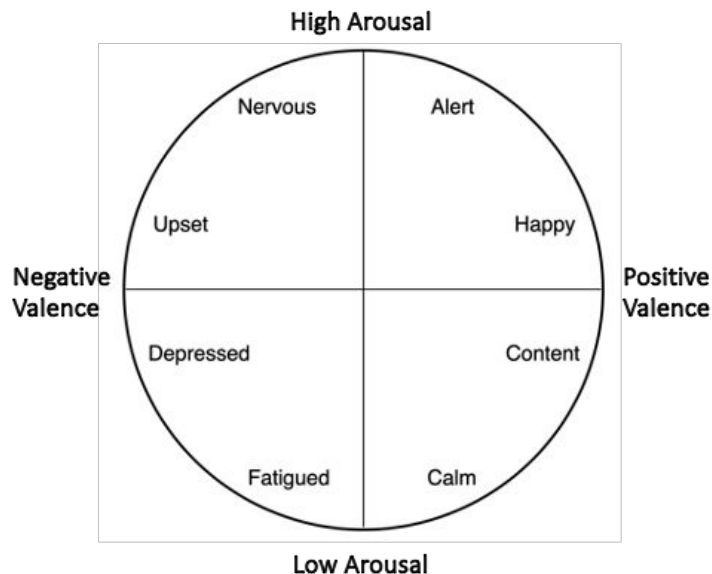 High Arousal
Nervous
Alert
Upset
Happy
Negative
Valence
Positive
Valence
Depressed
Content
Fatigued
Calm
Low Arousal